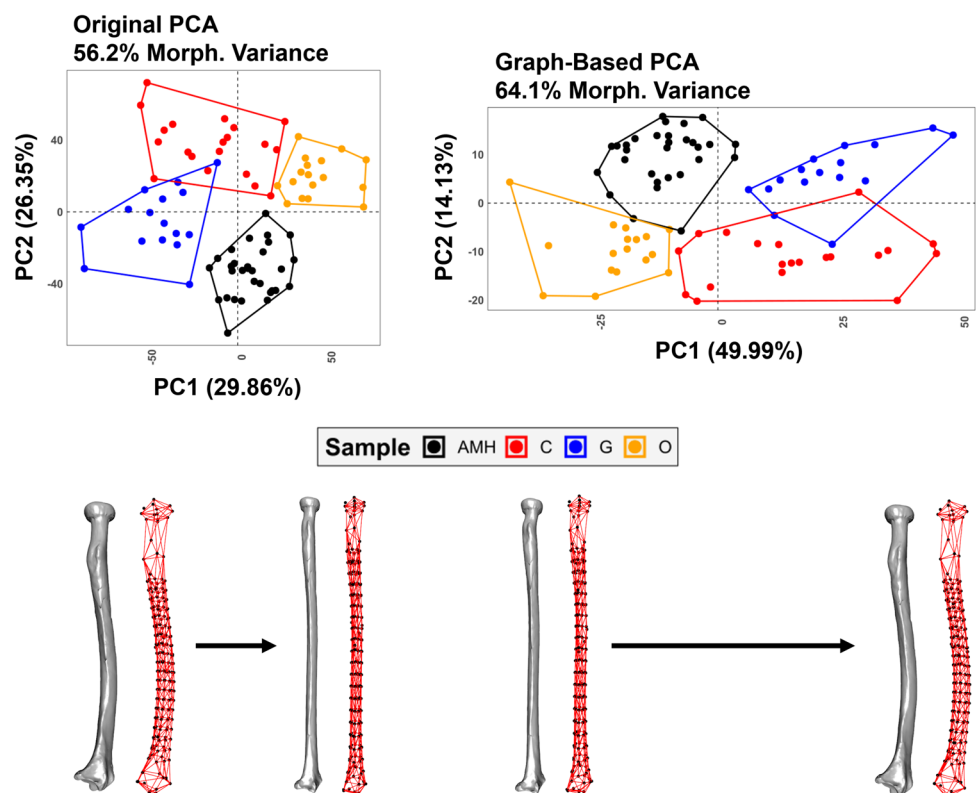 Original PCA
56.2% Morph. Variance
PC2 (26.35%)
40
0
-40
-50
0
50
PC1 (29.86%)
Graph-Based PCA
64.1% Morph. Variance
PC2 (14.13%)
10
0
-10
-20
-25
0
25
50
PC1 (49.99%)
Sample AMH C G O